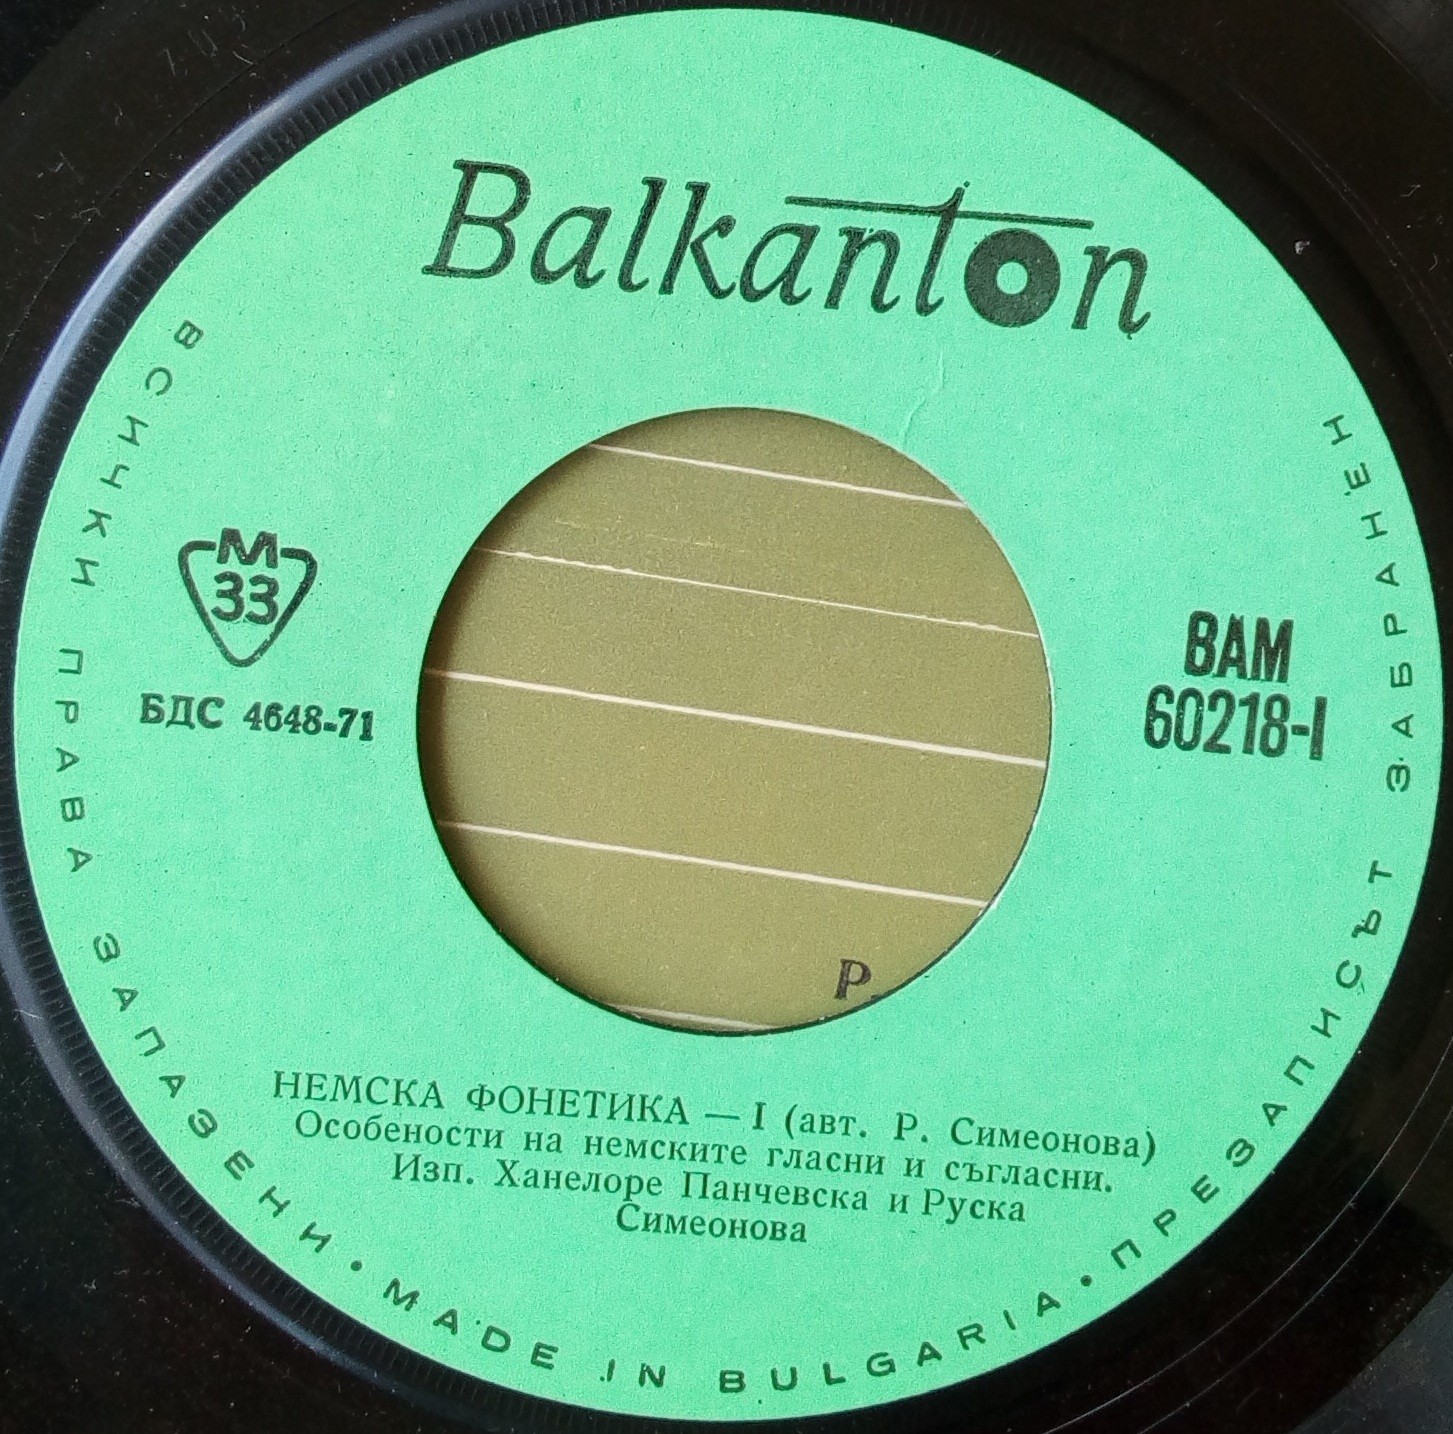 Balkanton
M
33
БДС 4648-71
ВАМ
60218-I
Р.
НЕМСКА ФОНЕТИКА — I (авт. Р. Симеонова)
Особености на немските гласни и съгласни.
Изп. Ханелоре Панчевска и Руска
Симеонова
ВСИЧКИ ПРАВА ЗАПАЗЕНИ • MADE IN BULGARIA • ПРЕЗАПИСЪТ ЗАБРАНЕН